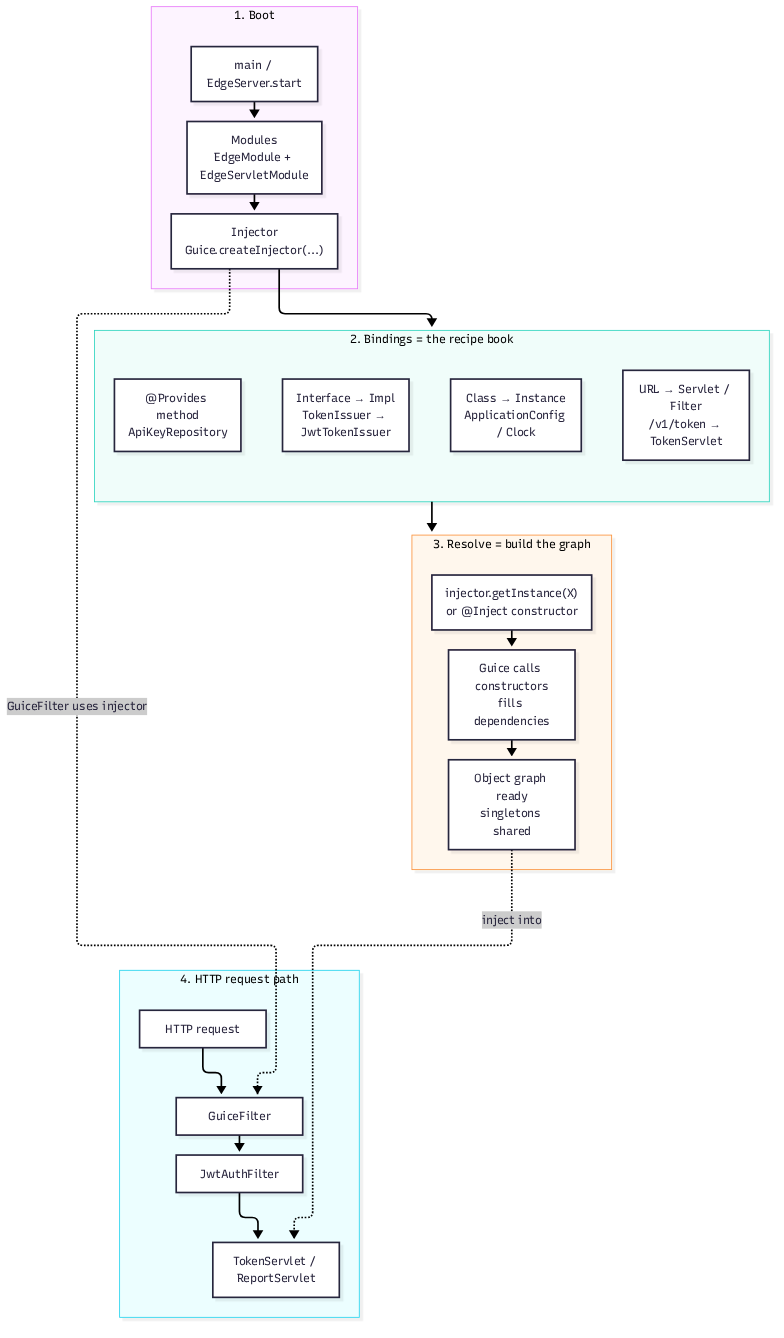 1. Boot
main /
EdgeServer.start
Modules
EdgeModule +
EdgeServletModule
Injector
Guice.createInjector(...)
2. Bindings = the recipe book
@Provides
method
ApiKeyRepository
Interface → Impl
TokenIssuer →
JwtTokenIssuer
Class → Instance
ApplicationConfig
/ Clock
URL → Servlet /
Filter
/v1/token →
TokenServlet
3. Resolve = build the graph
injector.getInstance(X)
or @Inject constructor
Guice calls
constructors
fills
dependencies
Object graph
ready
singletons
shared
GuiceFilter uses injector
inject into
4. HTTP request path
HTTP request
GuiceFilter
JwtAuthFilter
TokenServlet /
ReportServlet